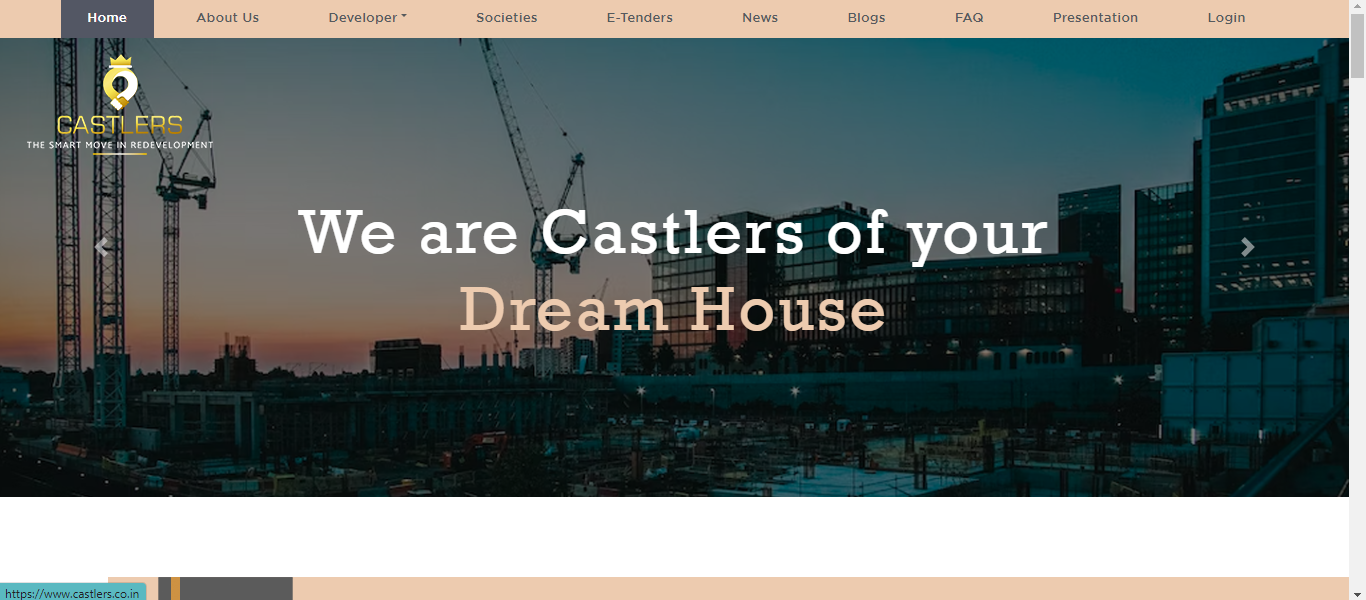 Home About Us Developer Societies E-Tenders News Blogs FAQ Presentation Login
CASTLERS
THE SMART MOVE IN REDEVELOPMENT
We are Castlers of your
Dream House
https://www.castlers.co.in